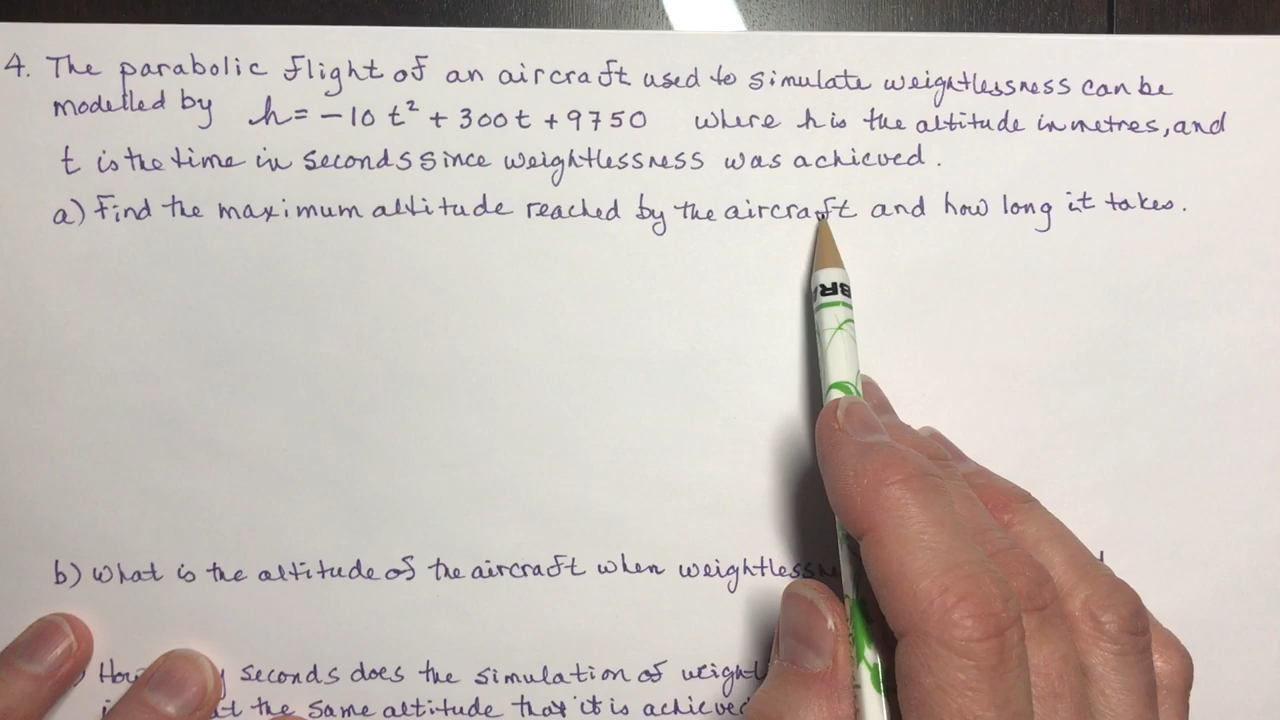 4. The parabolic flight of an aircraft used to simulate weightlessness can be
modelled by h = -10t² + 300t + 9750 where h is the altitude in metres, and
t is the time in seconds since weightlessness was achieved.
a) Find the maximum altitude reached by the aircraft and how long it takes.
b) What is the altitude of the aircraft when
seconds does the simulation of
the same altitude that it is achieved